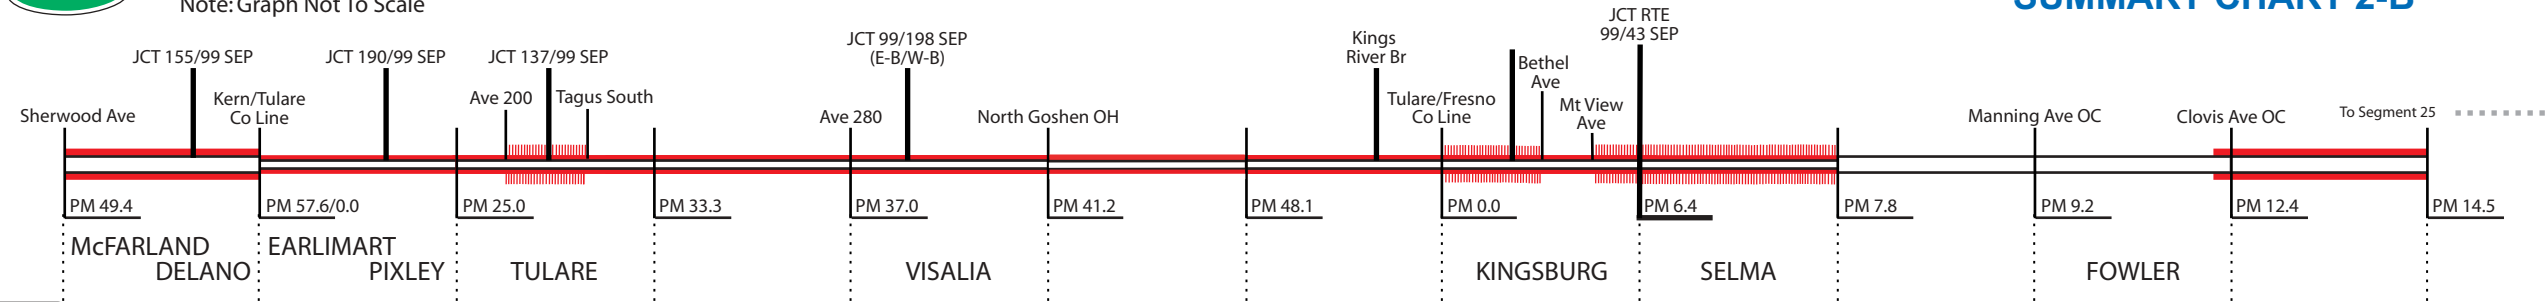 Note: Graph Not To Scale
SUMMARY CHART 2-B
JCT RTE
99/43 SEP
JCT 155/99 SEP
JCT 190/99 SEP
JCT 137/99 SEP
JCT 99/198 SEP
(E-B/W-B)
Kings
River Br
Bethel
Ave
Sherwood Ave
Kern/Tulare
Co Line
Ave 200
Tagus South
Ave 280
North Goshen OH
Tulare/Fresno
Co Line
Mt View
Ave
Manning Ave OC
Clovis Ave OC
To Segment 25
PM 49.4
PM 57.6/0.0
PM 25.0
PM 33.3
PM 37.0
PM 41.2
PM 48.1
PM 0.0
PM 6.4
PM 7.8
PM 9.2
PM 12.4
PM 14.5
McFARLAND
DELANO
EARLIMART
PIXLEY
TULARE
VISALIA
KINGSBURG
SELMA
FOWLER